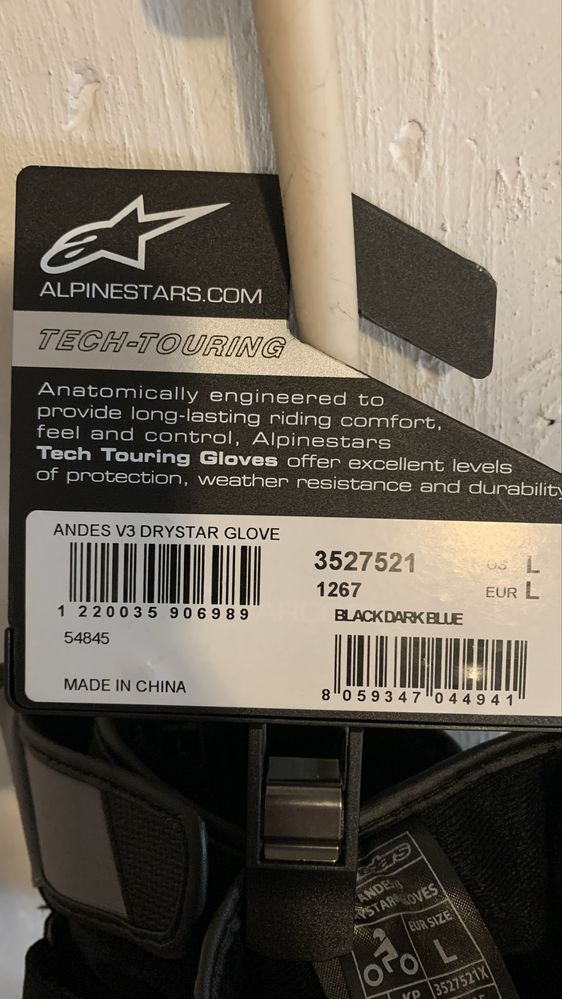 ALPINESTARS.COM
TECH-TOURING
Anatomically engineered to
provide long-lasting riding comfort,
feel and control, Alpinestars
Tech Touring Gloves offer excellent levels
of protection, weather resistance and durability
ANDES V3 DRYSTAR GLOVE
1 220035 906989
54845
MADE IN CHINA
3527521 US L
1267 EUR L
BLACK DARK BLUE
8 059347 044941
EUR SIZE
L
KP 3527521X